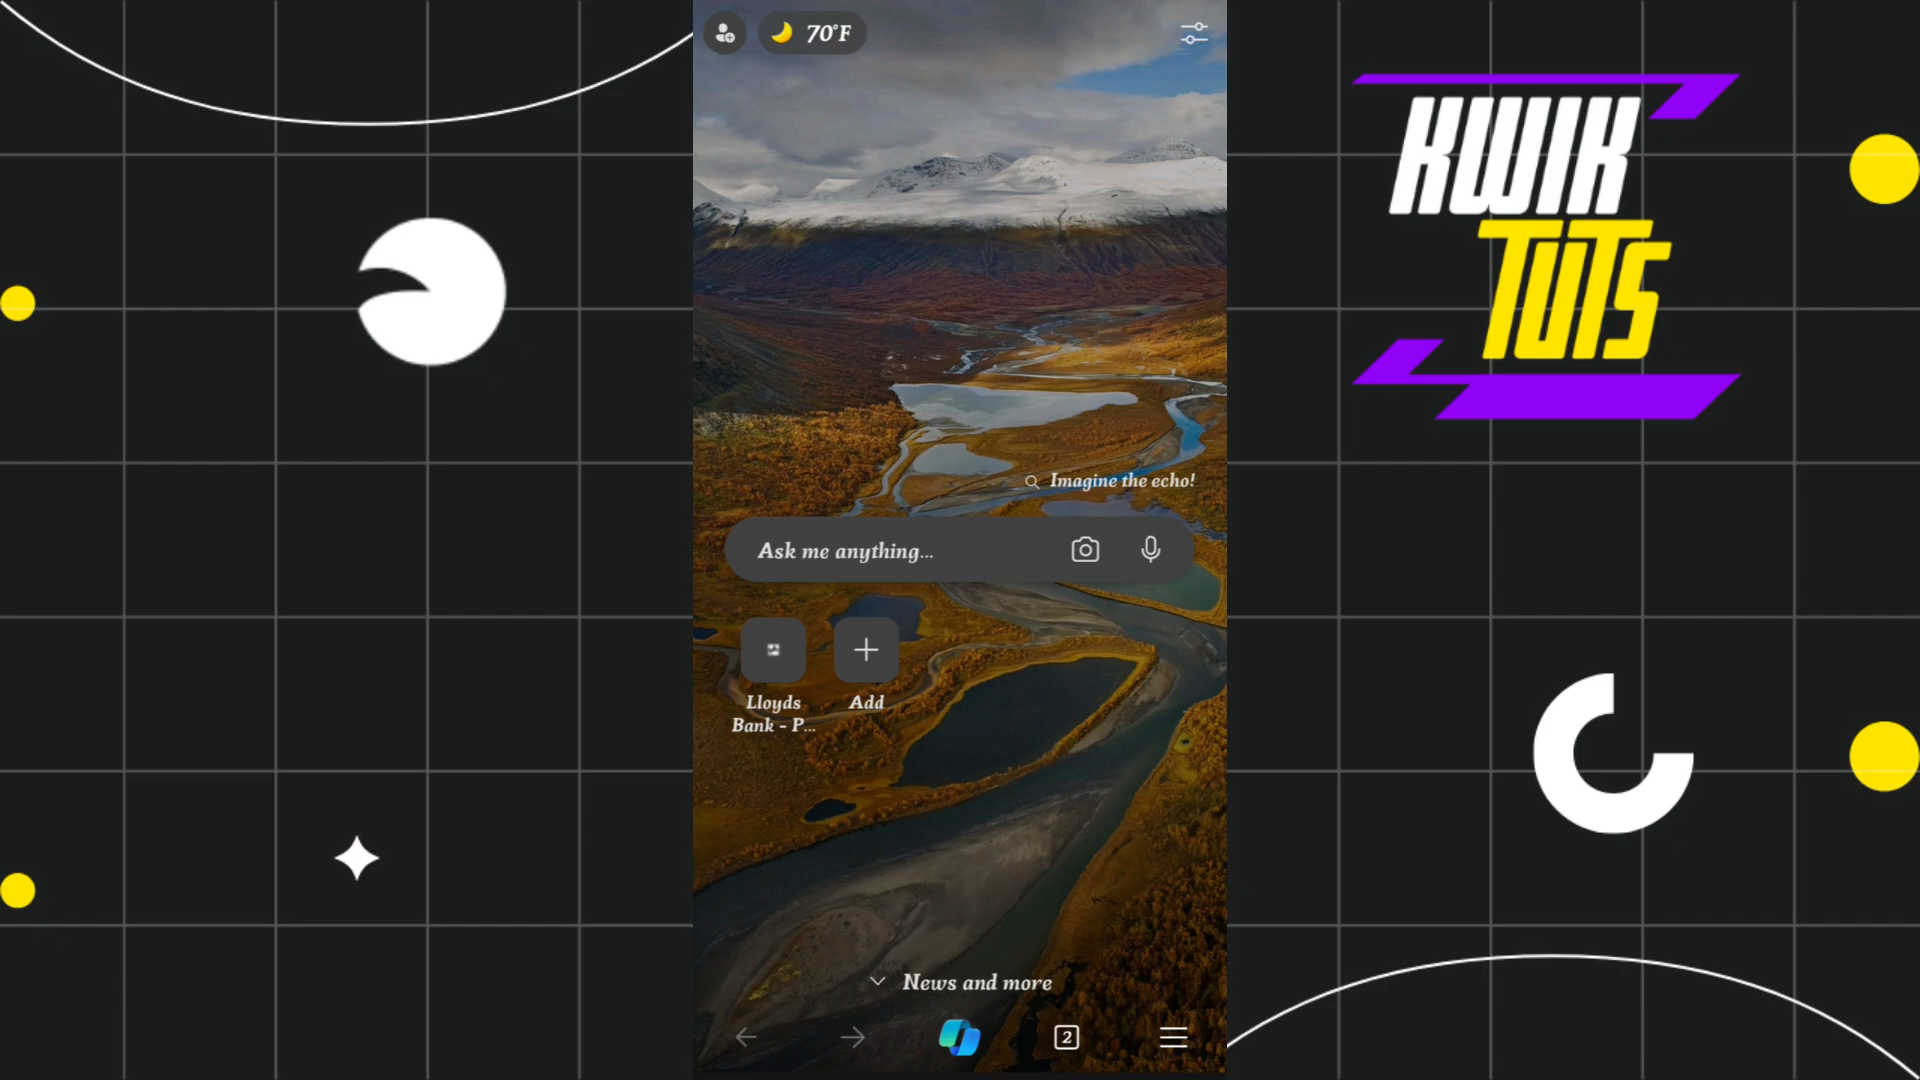 70°F
KWIK
TUTS
Imagine the echo!
Ask me anything...
Lloyds
Bank - P...
Add
News and more
2